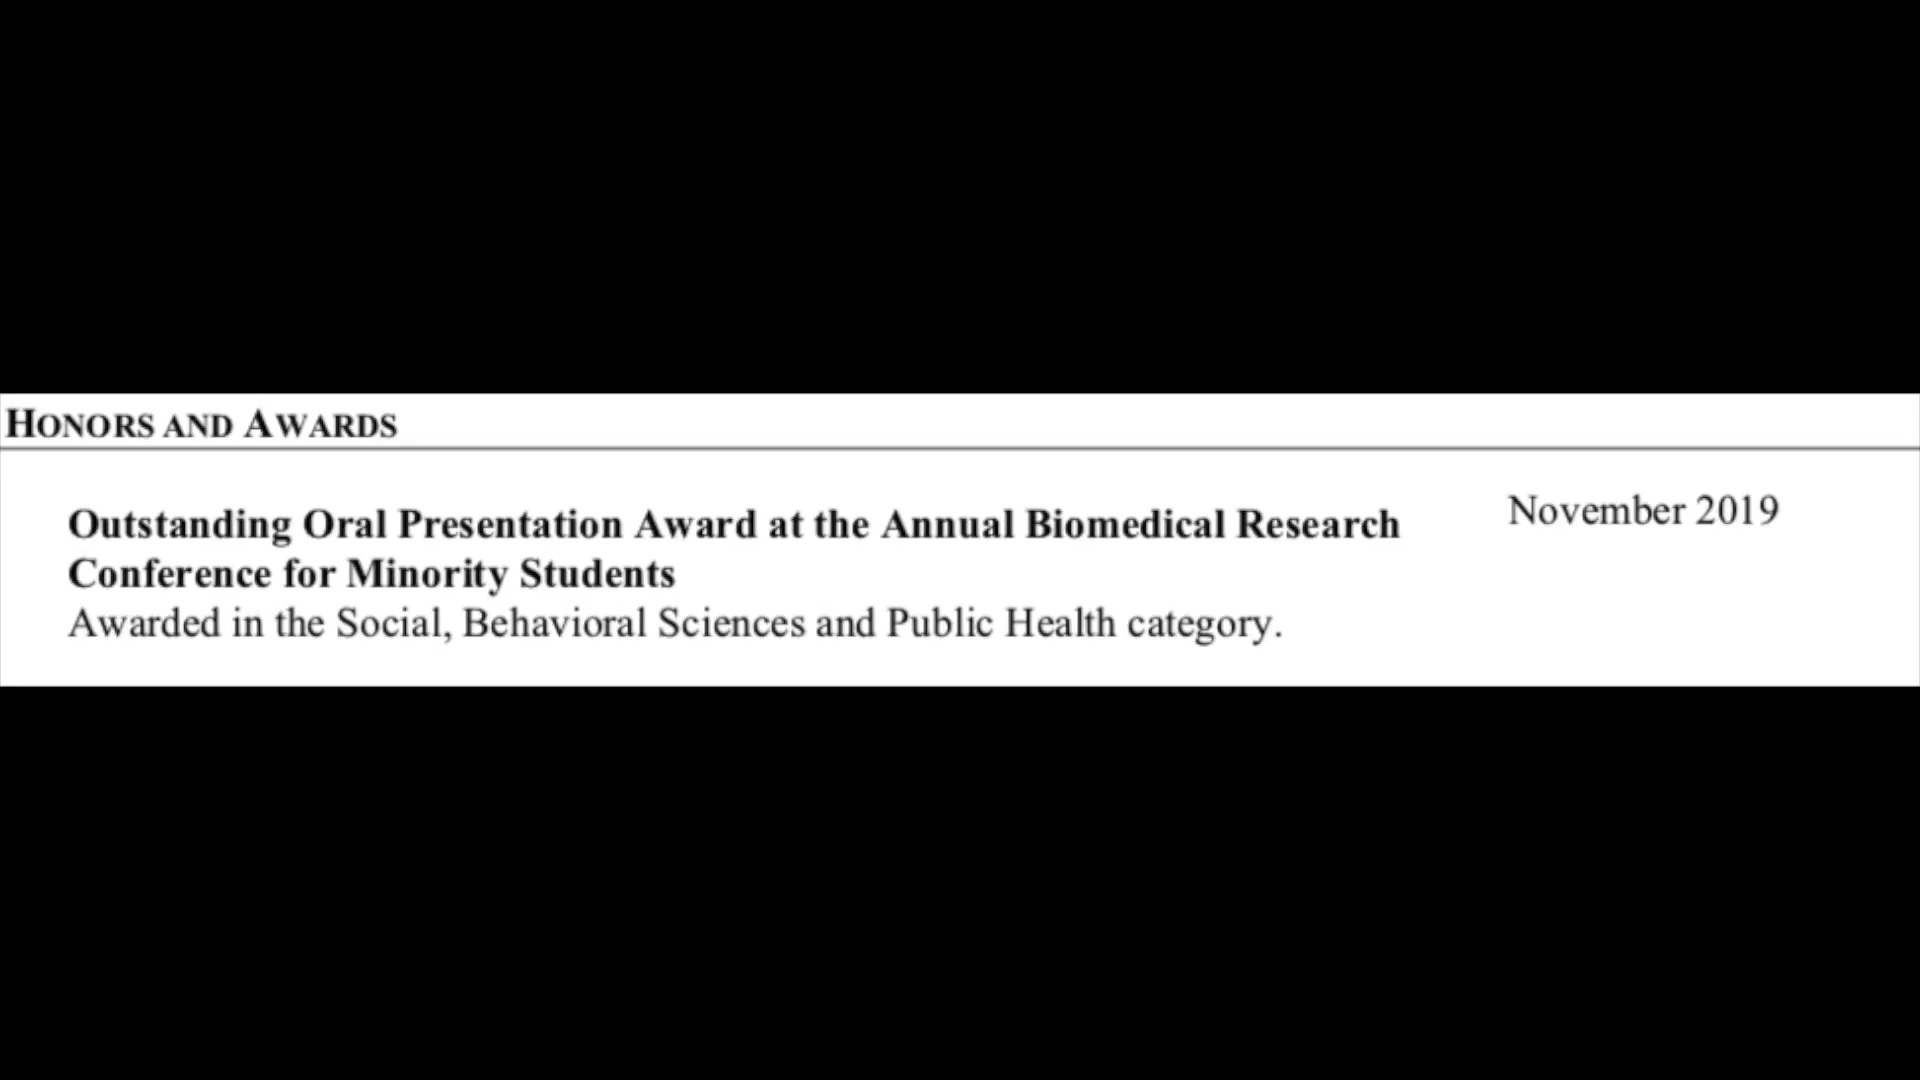 HONORS AND AWARDS
Outstanding Oral Presentation Award at the Annual Biomedical Research November 2019
Conference for Minority Students
Awarded in the Social, Behavioral Sciences and Public Health category.